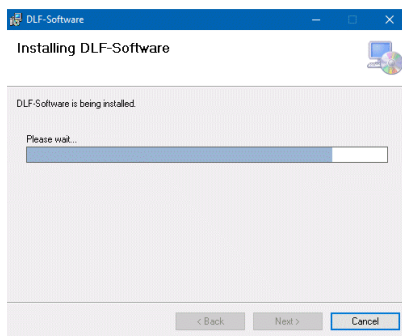 DLF-Software
Installing DLF-Software
DLF-Software is being installed.
Please wait...
< Back
Next >
Cancel